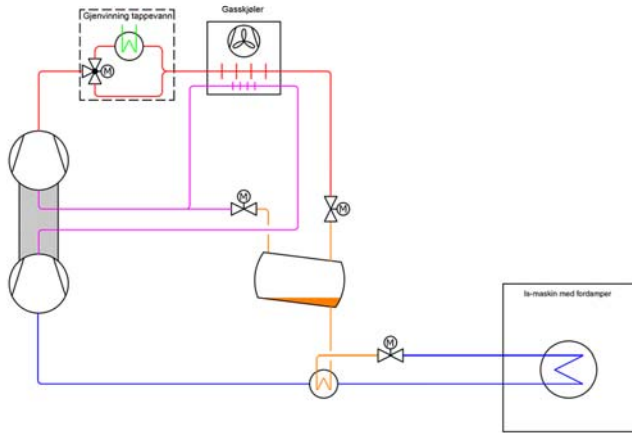 Gjenvinning tappevann
Gasskjøler
M
M
M
M
Is-maskin med fordamper